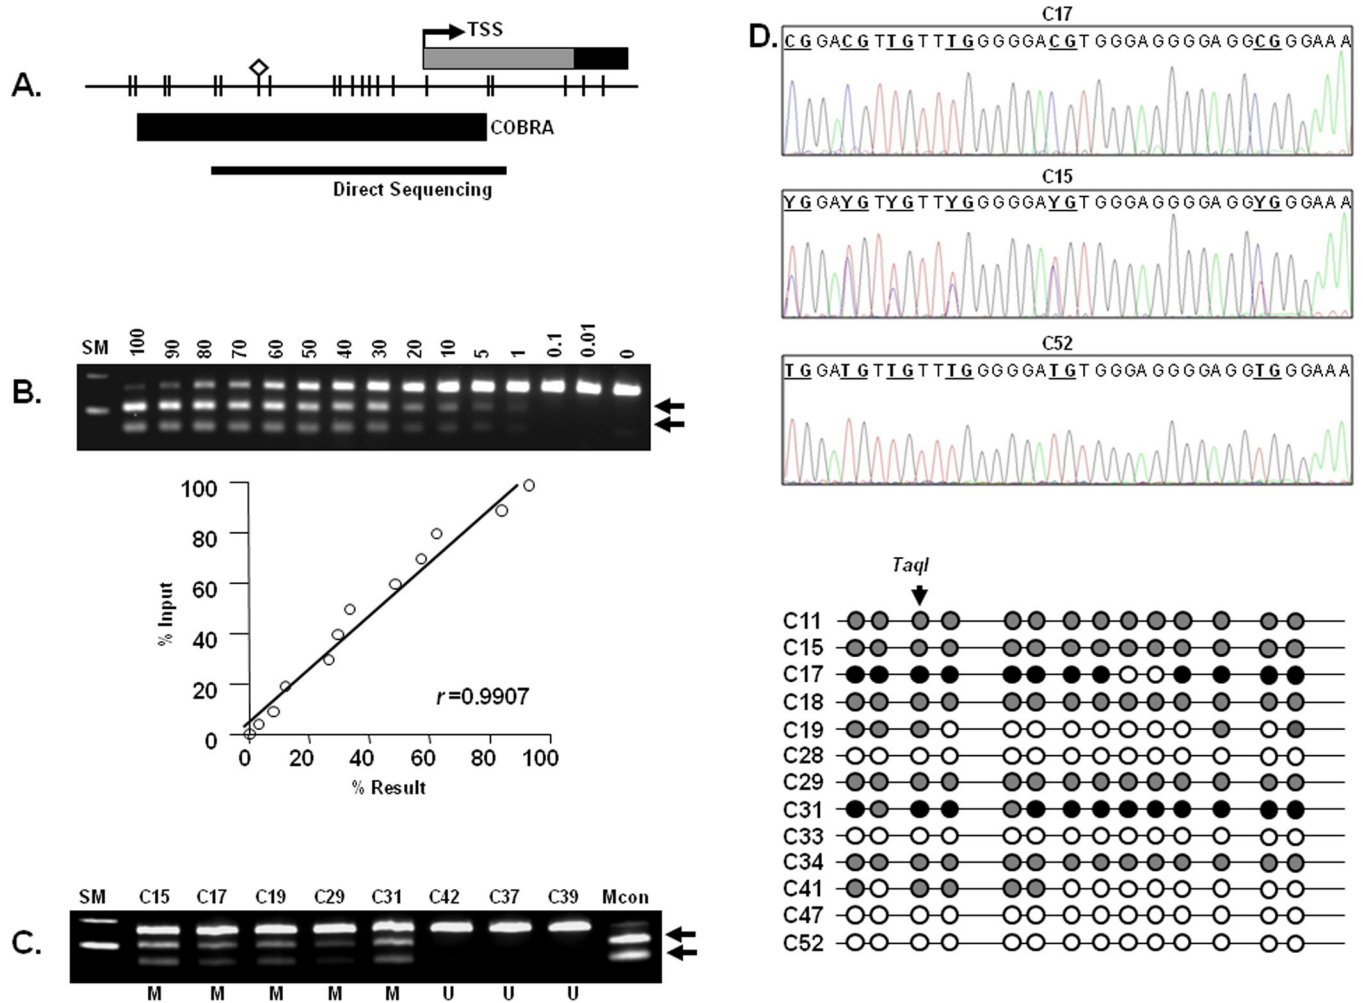 A.
TSS
COBRA
Direct Sequencing
B.
SM 100 90 80 70 60 50 40 30 20 10 5 1 0.1 0.01 0
100
80
60
40
20
0
% Input
0 20 40 60 80 100
% Result
r=0.9907
C.
SM C15 C17 C19 C29 C31 C42 C37 C39 Mcon
M M M M M U U U
D.
C17
CGGACGTTGTTTGGGGGACGTGGGAGGGGAGGCGGGAAA
C15
YGGAYGTYGTTYGGGGGAYGTGGGAGGGGAGGYGGGAAA
C52
TGGATGTTGTTTGGGGGATGTGGGAGGGGAGGTGGGAAA
TaqI
C11
C15
C17
C18
C19
C28
C29
C31
C33
C34
C41
C47
C52